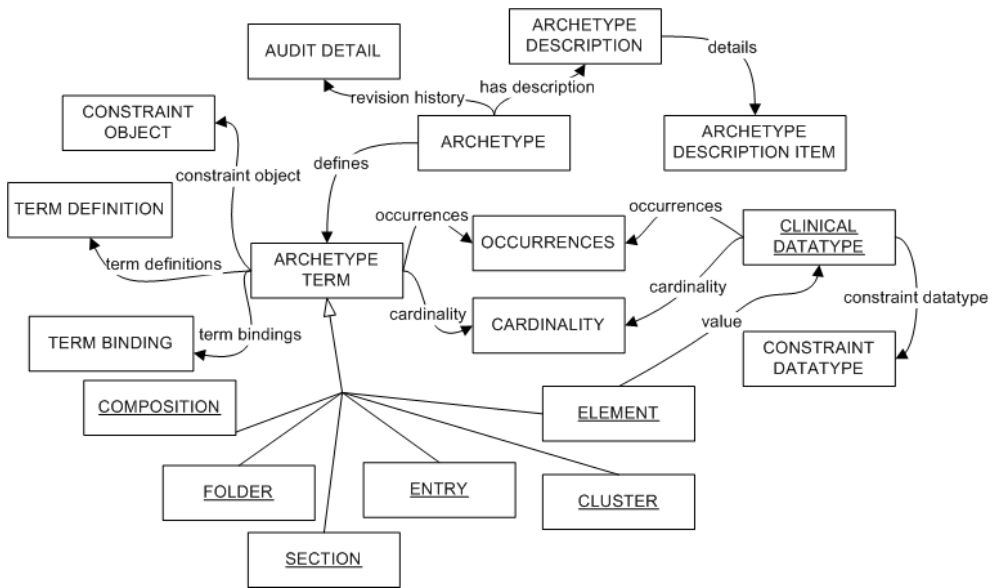 ARCHETYPE
DESCRIPTION
AUDIT DETAIL
details
revision history
has description
CONSTRAINT
OBJECT
ARCHETYPE
ARCHETYPE
DESCRIPTION ITEM
defines
constraint object
TERM DEFINITION
occurrences
occurrences
CLINICAL
DATATYPE
OCCURRENCES
ARCHETYPE
TERM
term definitions
cardinality
constraint datatype
cardinality
CARDINALITY
value
term bindings
TERM BINDING
CONSTRAINT
DATATYPE
COMPOSITION
ELEMENT
FOLDER
ENTRY
CLUSTER
SECTION